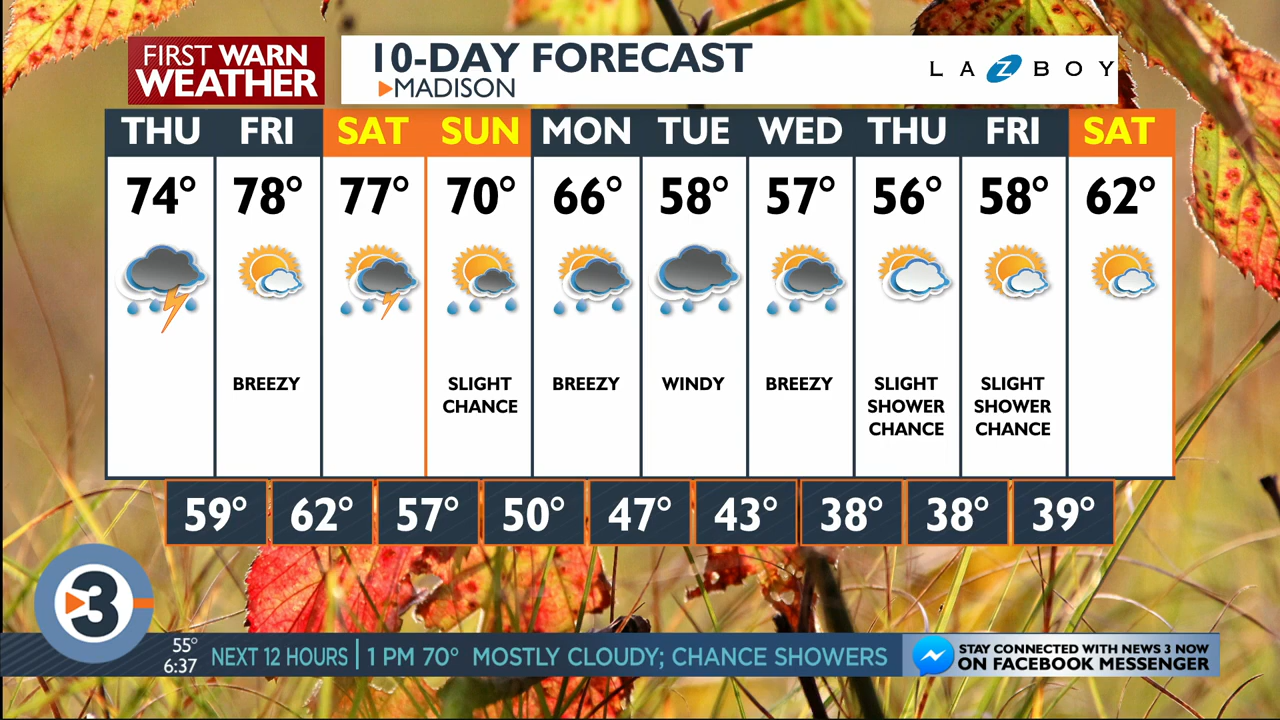 FIRST WARN
WEATHER
10-DAY FORECAST
MADISON
LA Z BOY
THU FRI SAT SUN MON TUE WED THU FRI SAT
74° 78° 77° 70° 66° 58° 57° 56° 58° 62°
BREEZY
SLIGHT
CHANCE
BREEZY
WINDY
BREEZY
SLIGHT
SHOWER
CHANCE
SLIGHT
SHOWER
CHANCE
59° 62° 57° 50° 47° 43° 38° 38° 39°
3
55°
6:37
NEXT 12 HOURS | 1 PM 70° MOSTLY CLOUDY; CHANCE SHOWERS
STAY CONNECTED WITH NEWS 3 NOW
ON FACEBOOK MESSENGER